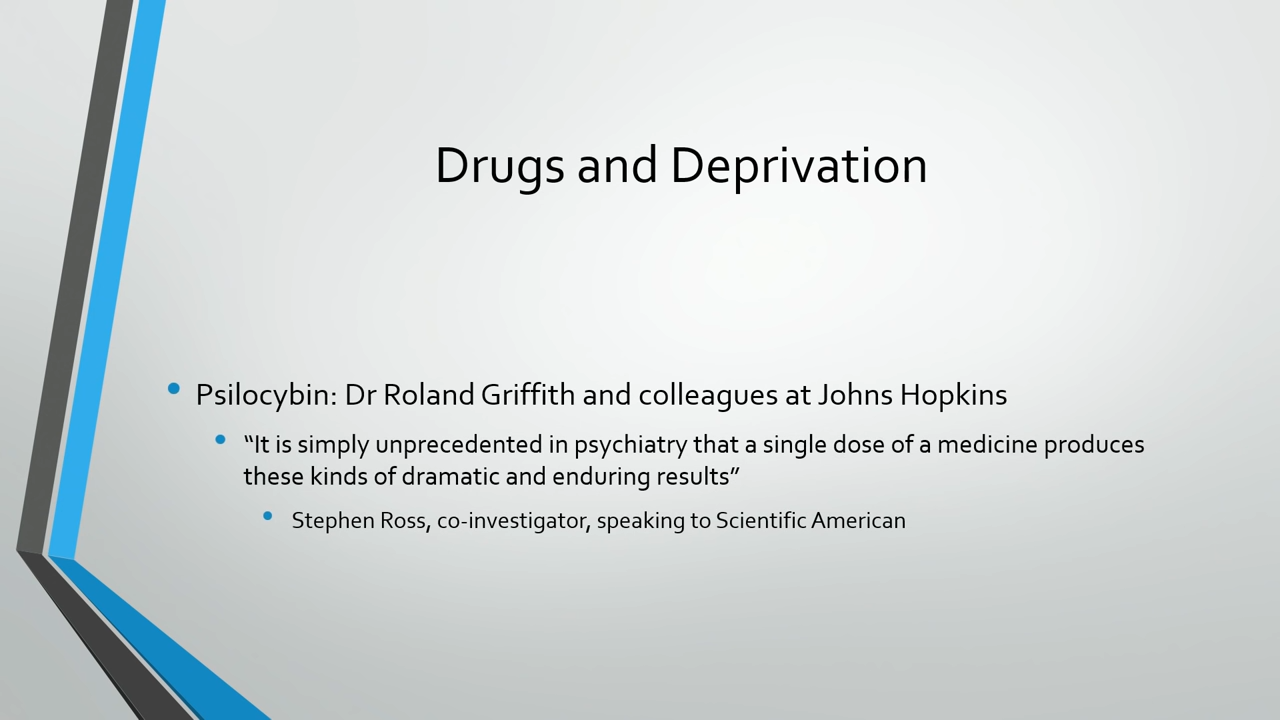 Drugs and Deprivation
Psilocybin: Dr Roland Griffith and colleagues at Johns Hopkins
“It is simply unprecedented in psychiatry that a single dose of a medicine produces
these kinds of dramatic and enduring results”
Stephen Ross, co-investigator, speaking to Scientific American